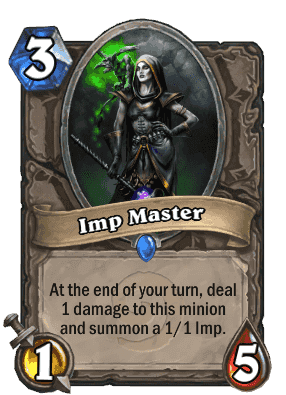 3
Imp Master
At the end of your turn, deal
1 damage to this minion
and summon a 1/1 Imp.
1
5